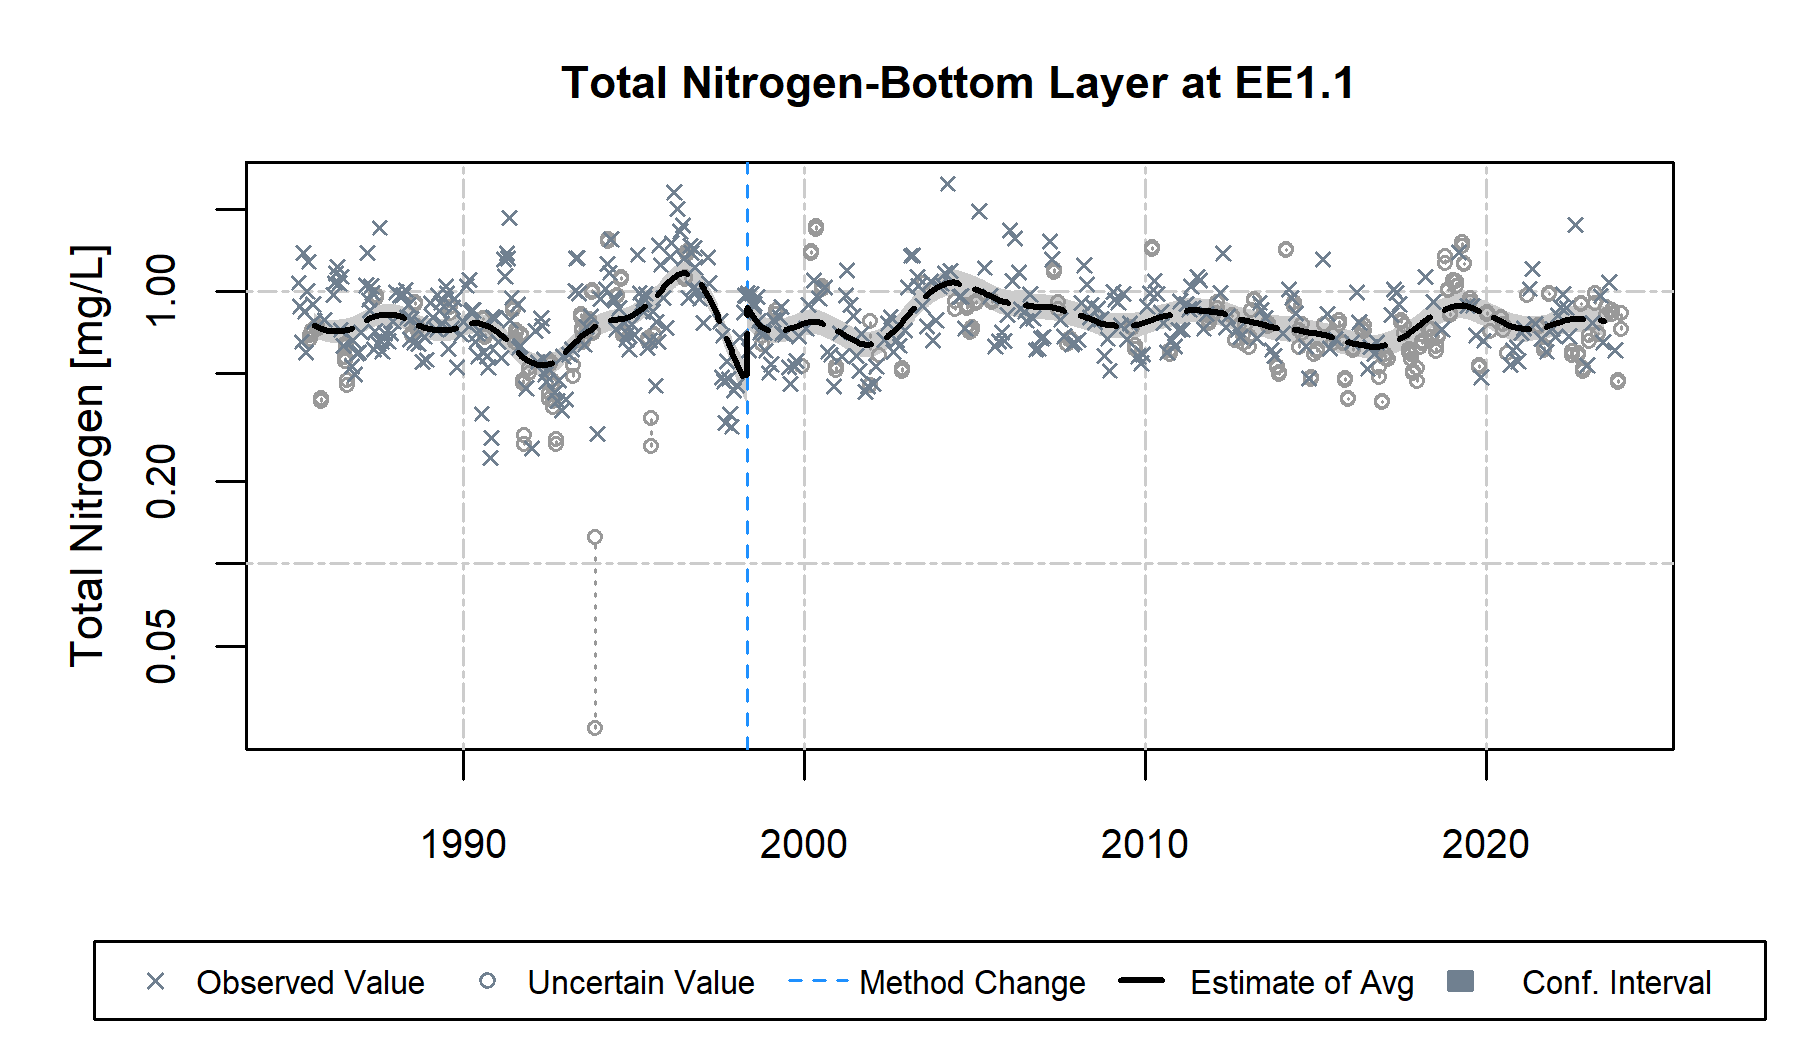 Total Nitrogen-Bottom Layer at EE1.1
Total Nitrogen [mg/L]
1.00
0.20
0.05
1990 2000 2010 2020
Observed Value Uncertain Value Method Change Estimate of Avg Conf. Interval